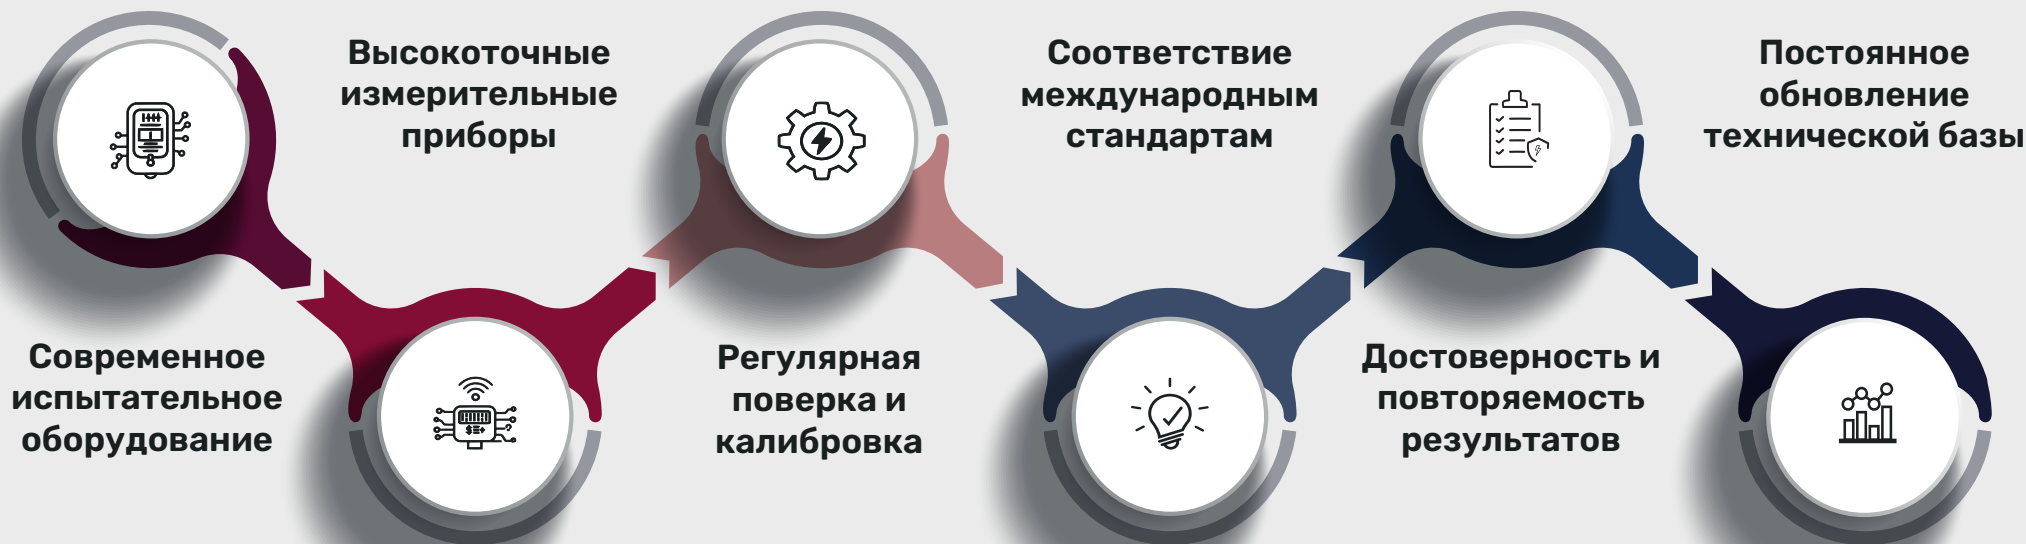 Современное
испытательное
оборудование
Высокоточные
измерительные
приборы
Регулярная
поверка и
калибровка
Соответствие
международным
стандартам
Достоверность и
повторяемость
результатов
Постоянное
обновление
технической базы